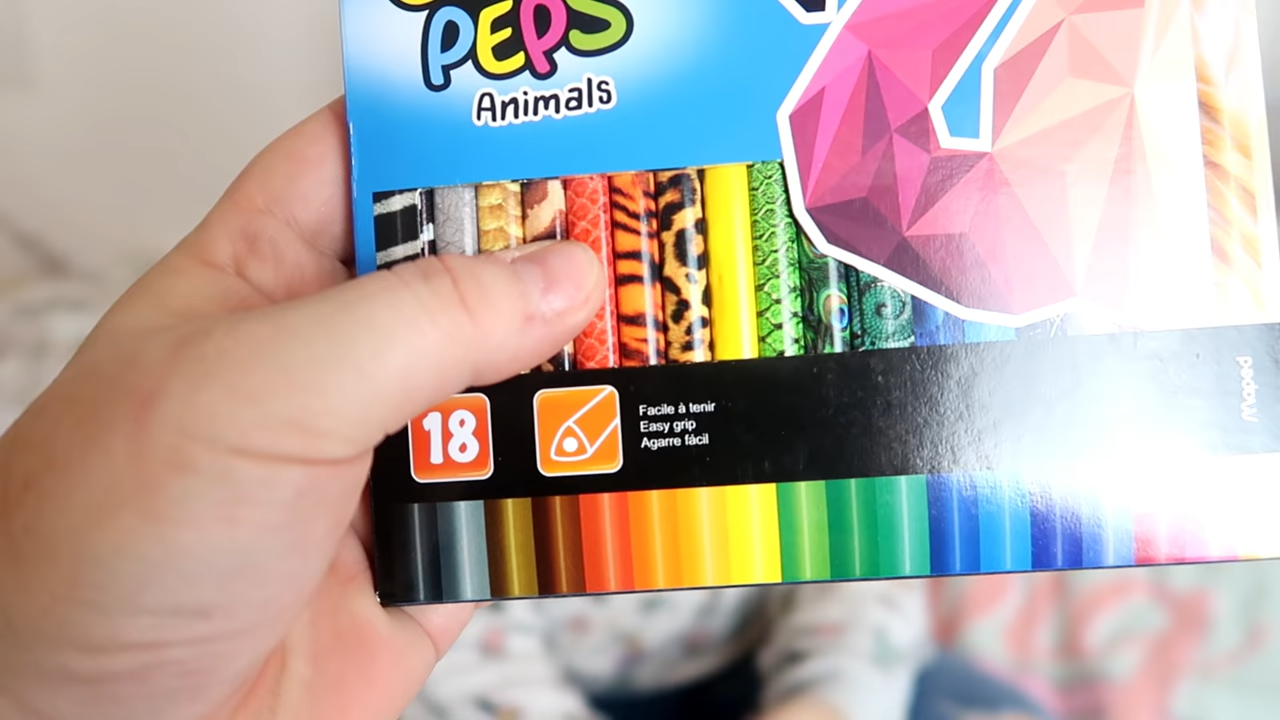 PEPS
Animals
18
Facile à tenir
Easy grip
Agarre fácil
Maped